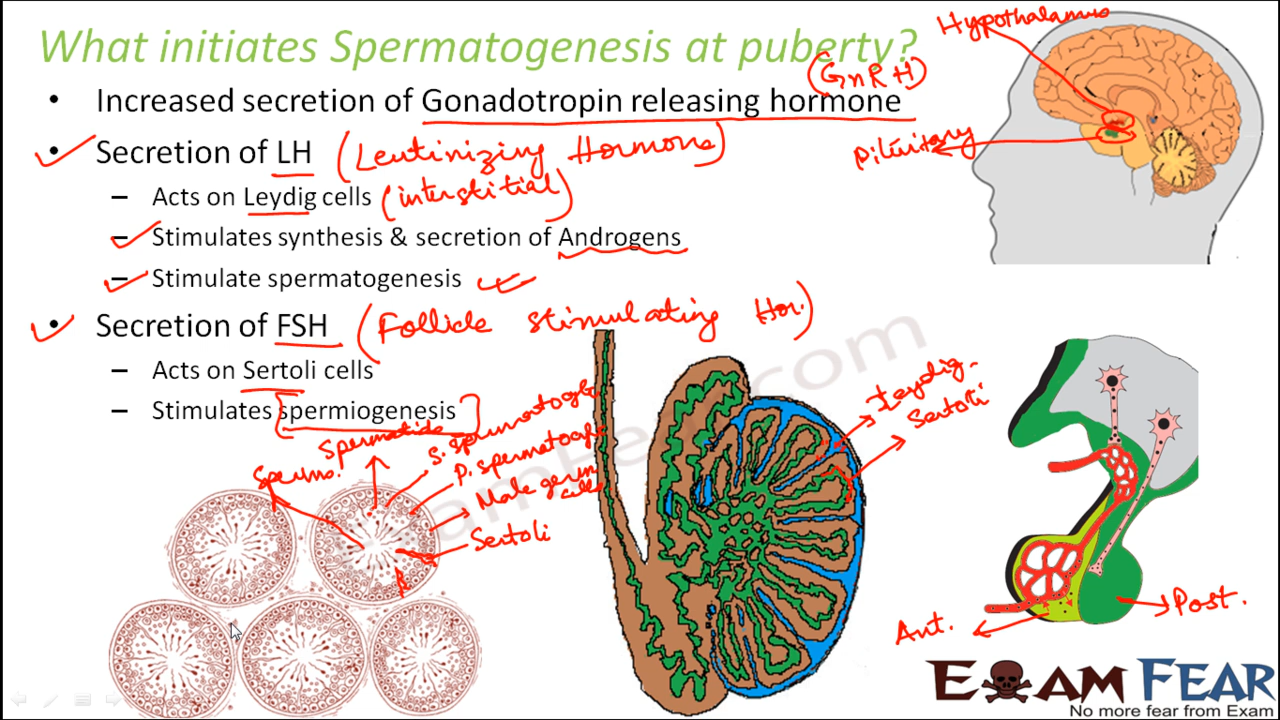 What initiates Spermatogenesis at puberty?
Hypothalamus
(GnRH)
• Increased secretion of Gonadotropin releasing hormone
Pituitary
• Secretion of LH (Leutinizing Hormone)
– Acts on Leydig cells (interstitial)
– Stimulates synthesis & secretion of Androgens
– Stimulate spermatogenesis
• Secretion of FSH (Follicle stimulating Hor.)
– Acts on Sertoli cells
– Stimulates [spermiogenesis]
Leydig.
Sertolli
Spermatids
S. spermatocyte
Sperms.
P. spermatocyte
Male germ
cells
Sertoli
Post.
Ant.
EXAM FEAR
No more fear from Exam